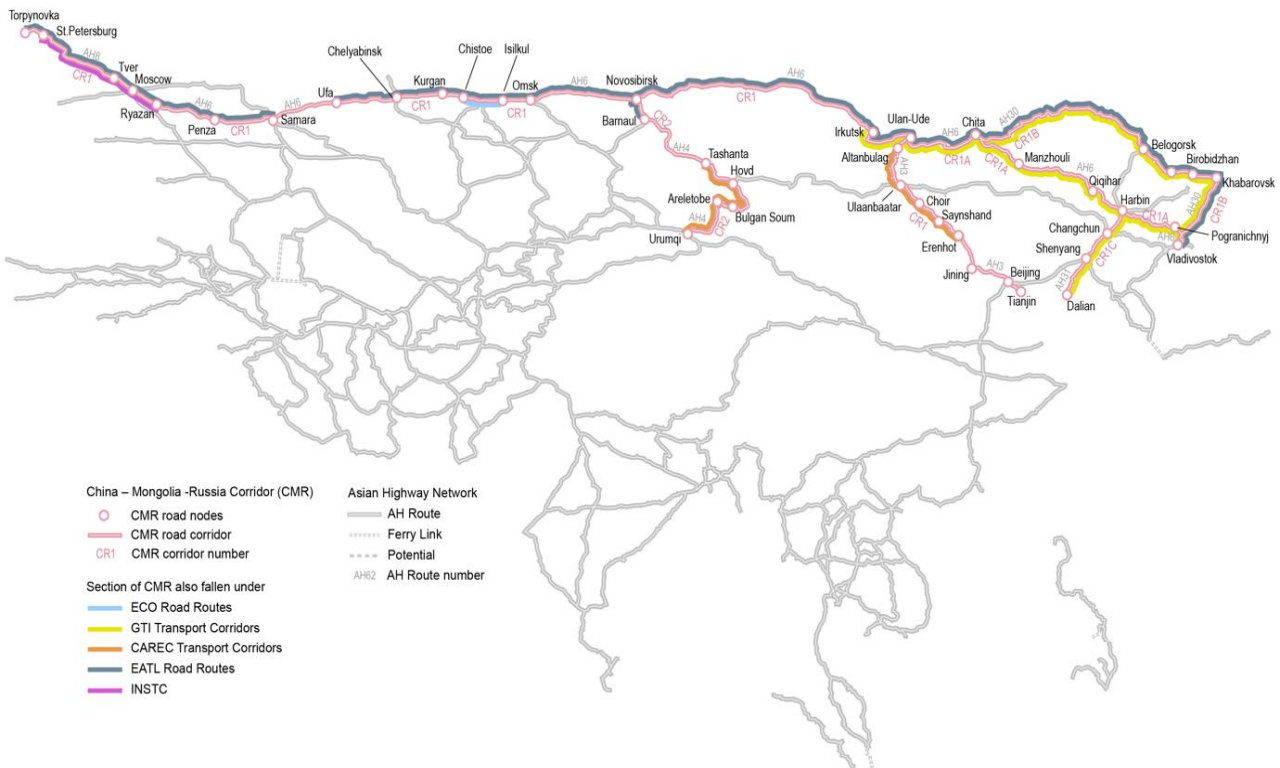 Torpynovka
St.Petersburg
AH8
CR1
Tver
Moscow
Ryazan
AH6
Penza
CR1
AH6
Samara
Ufa
Chelyabinsk
Kurgan
CR1
Chistoe
Isilkul
Omsk
CR1
AH6
Novosibirsk
Barnaul
CR2
AH4
Tashanta
Hovd
Areletobe
Bulgan Soum
AH4
CR2
Urumqi
AH6
CR1
Irkutsk
Ulan-Ude
Altanbulag
AH3
AH6
CR1A
Chita
AH30
CR1B
CR1A
Manzhouli
AH6
Qiqihar
Belogorsk
Birobidzhan
Khabarovsk
AH30
CR1B
Harbin
CR1A
AH6
Pogranichnyj
Vladivostok
Changchun
Shenyang
CR1C
AH31
Dalian
Ulaanbaatar
Choir
CR1
Saynshand
Erenhot
Jining
AH3
Beijing
Tianjin
China – Mongolia -Russia Corridor (CMR)
CMR road nodes
CMR road corridor
CR1 CMR corridor number
Section of CMR also fallen under
ECO Road Routes
GTI Transport Corridors
CAREC Transport Corridors
EATL Road Routes
INSTC
Asian Highway Network
AH Route
Ferry Link
Potential
AH62 AH Route number